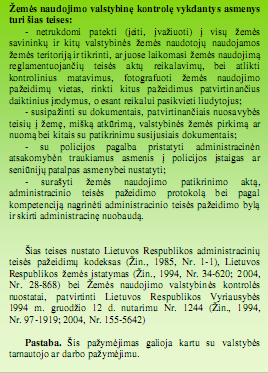 Žemės naudojimo valstybinę kontrolę vykdantys asmenys
turi šias teises:
- netrukdomi patekti (įeiti, įvažiuoti) į visų žemės
savininkų ir kitų valstybinės žemės naudotojų naudojamos
žemės teritoriją ir tikrinti, ar juose laikomasi žemės naudojimą
reglamentuojančių teisės aktų reikalavimų, bei atlikti
kontrolinius matavimus, fotografuoti žemės naudojimo
pažeidimų vietas, rinkti kitus pažeidimus patvirtinančius
daiktinius įrodymus, o esant reikalui pasikviesti liudytojus;
- susipažinti su dokumentais, patvirtinančiais nuosavybės
teisių į žemę, mišką atkūrimą, valstybinės žemės pirkimą ar
nuomą bei kitais su patikrinimu susijusiais dokumentais;
- su policijos pagalba pristatyti administracinėn
atsakomybėn traukiamus asmenis į policijos įstaigas ar
seniūnijų patalpas asmenybei nustatyti;
- surašyti žemės naudojimo patikrinimo aktą,
administracinio teisės pažeidimo protokolą bei pagal
kompetenciją nagrinėti administracinio teisės pažeidimo bylą
ir skirti administracinę nuobaudą.
Šias teises nustato Lietuvos Respublikos administracinių
teisės pažeidimų kodeksas (Žin., 1985, Nr. 1-1), Lietuvos
Respublikos žemės įstatymas (Žin., 1994, Nr. 34-620; 2004,
Nr. 28-868) bei Žemės naudojimo valstybinės kontrolės
nuostatai, patvirtinti Lietuvos Respublikos Vyriausybės
1994 m. gruodžio 12 d. nutarimu Nr. 1244 (Žin., 1994,
Nr. 97-1919; 2004, Nr. 155-5642)
Pastaba. Šis pažymėjimas galioja kartu su valstybės
tarnautojo ar darbo pažymėjimu.